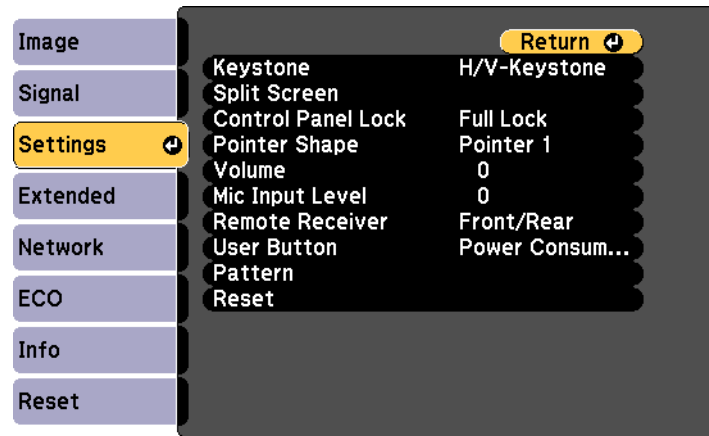 Image
Signal
Settings
Extended
Network
ECO
Info
Reset
Return
Keystone H/V-Keystone
Split Screen
Control Panel Lock Full Lock
Pointer Shape Pointer 1
Volume 0
Mic Input Level 0
Remote Receiver Front/Rear
User Button Power Consum...
Pattern
Reset